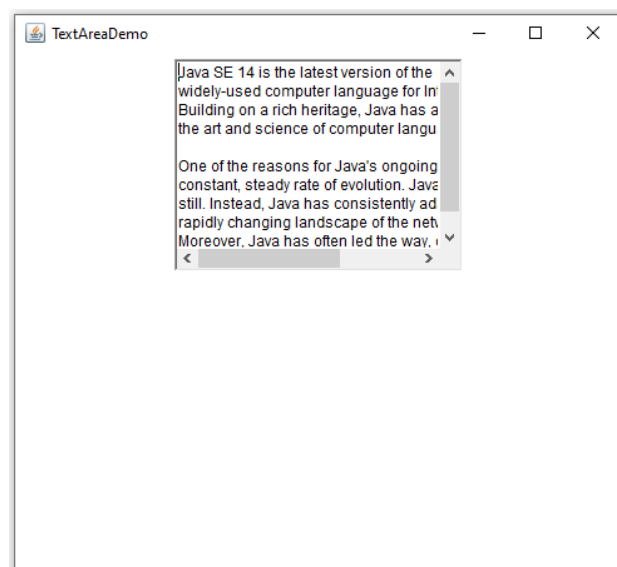 TextAreaDemo
Java SE 14 is the latest version of the
widely-used computer language for
Building on a rich heritage, Java has a
the art and science of computer langu
One of the reasons for Java's ongoing
constant, steady rate of evolution. Java
still. Instead, Java has consistently ad
rapidly changing landscape of the
Moreover, Java has often led the way,